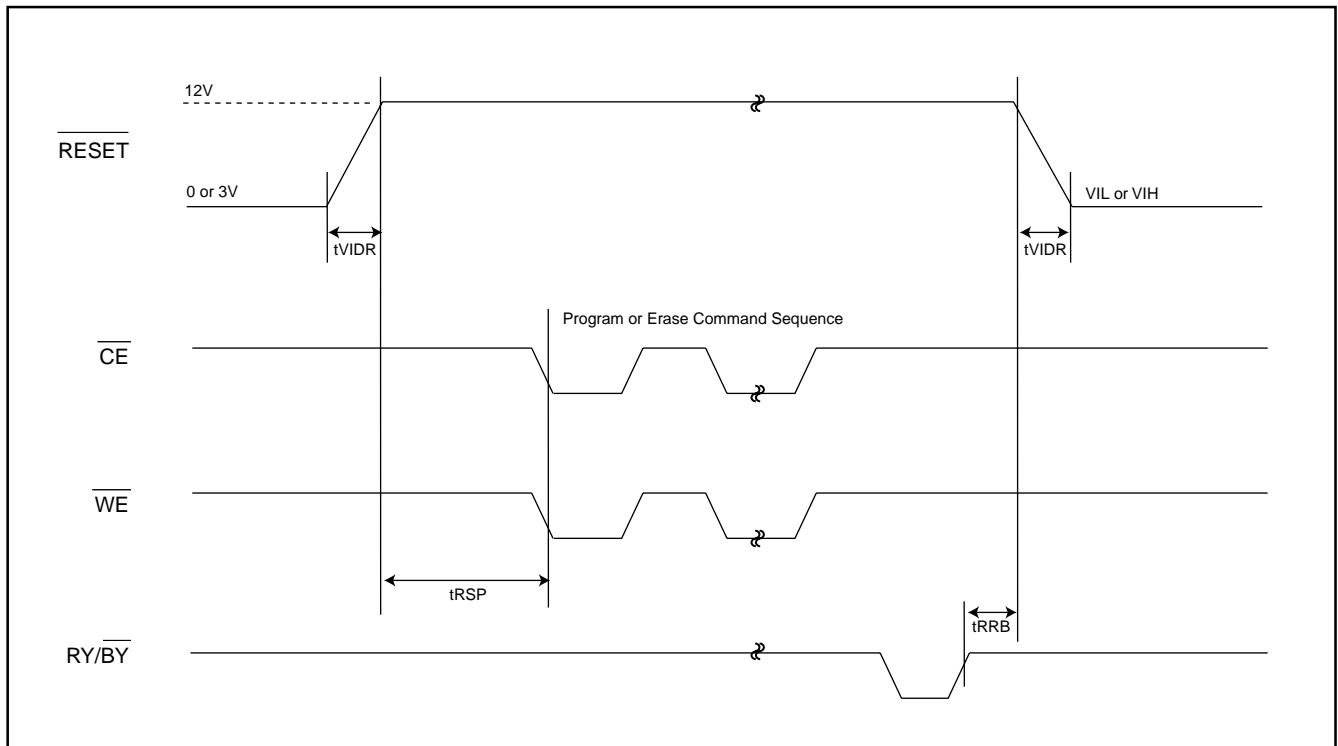 12V
RESET
0 or 3V
VIL or VIH
tVIDR
tVIDR
Program or Erase Command Sequence
CE
WE
tRSP
tRRB
RY/BY